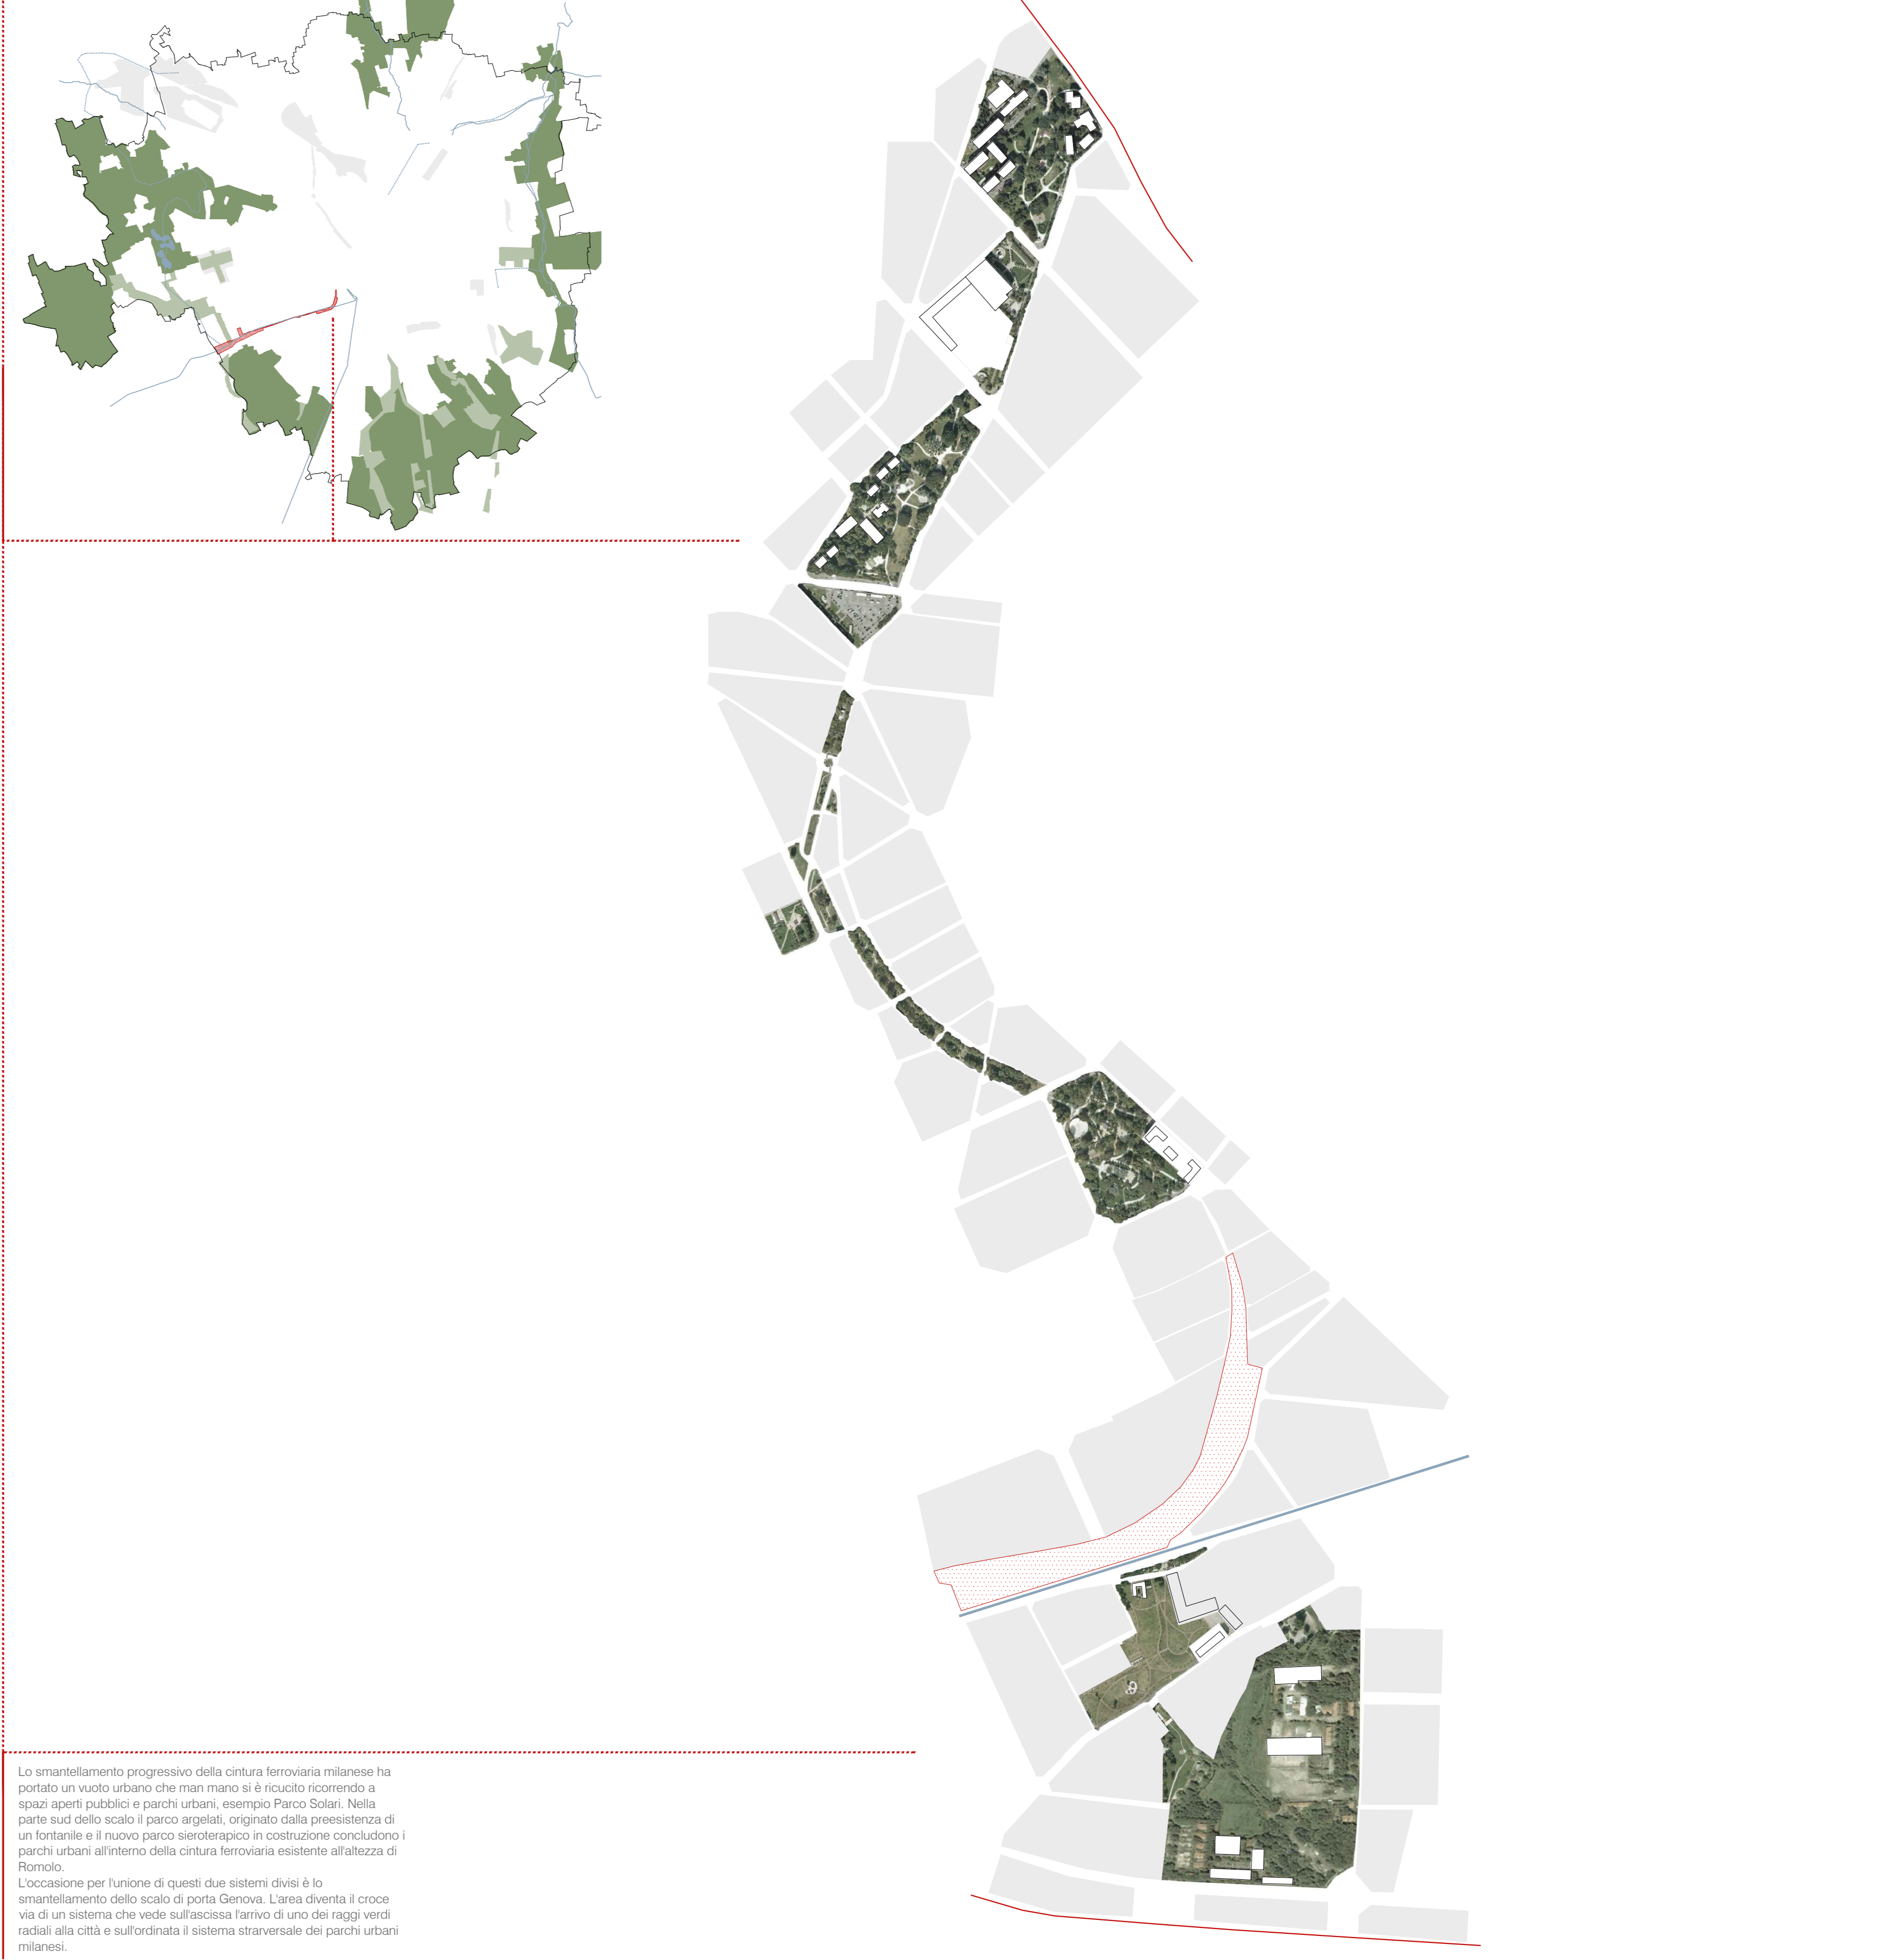 Lo smantellamento progressivo della cintura ferroviaria milanese ha
portato un vuoto urbano che man mano si è ricucito ricorrendo a
spazi aperti pubblici e parchi urbani, esempio Parco Solari. Nella
parte sud dello scalo il parco argelati, originato dalla preesistenza di
un fontanile e il nuovo parco sieroterapico in costruzione concludono i
parchi urbani all'interno della cintura ferroviaria esistente all'altezza di
Romolo.
L'occasione per l'unione di questi due sistemi divisi è lo
smantellamento dello scalo di porta Genova. L'area diventa il croce
via di un sistema che vede sull'ascissa l'arrivo di uno dei raggi verdi
radiali alla città e sull'ordinata il sistema strarversale dei parchi urbani
milanesi.